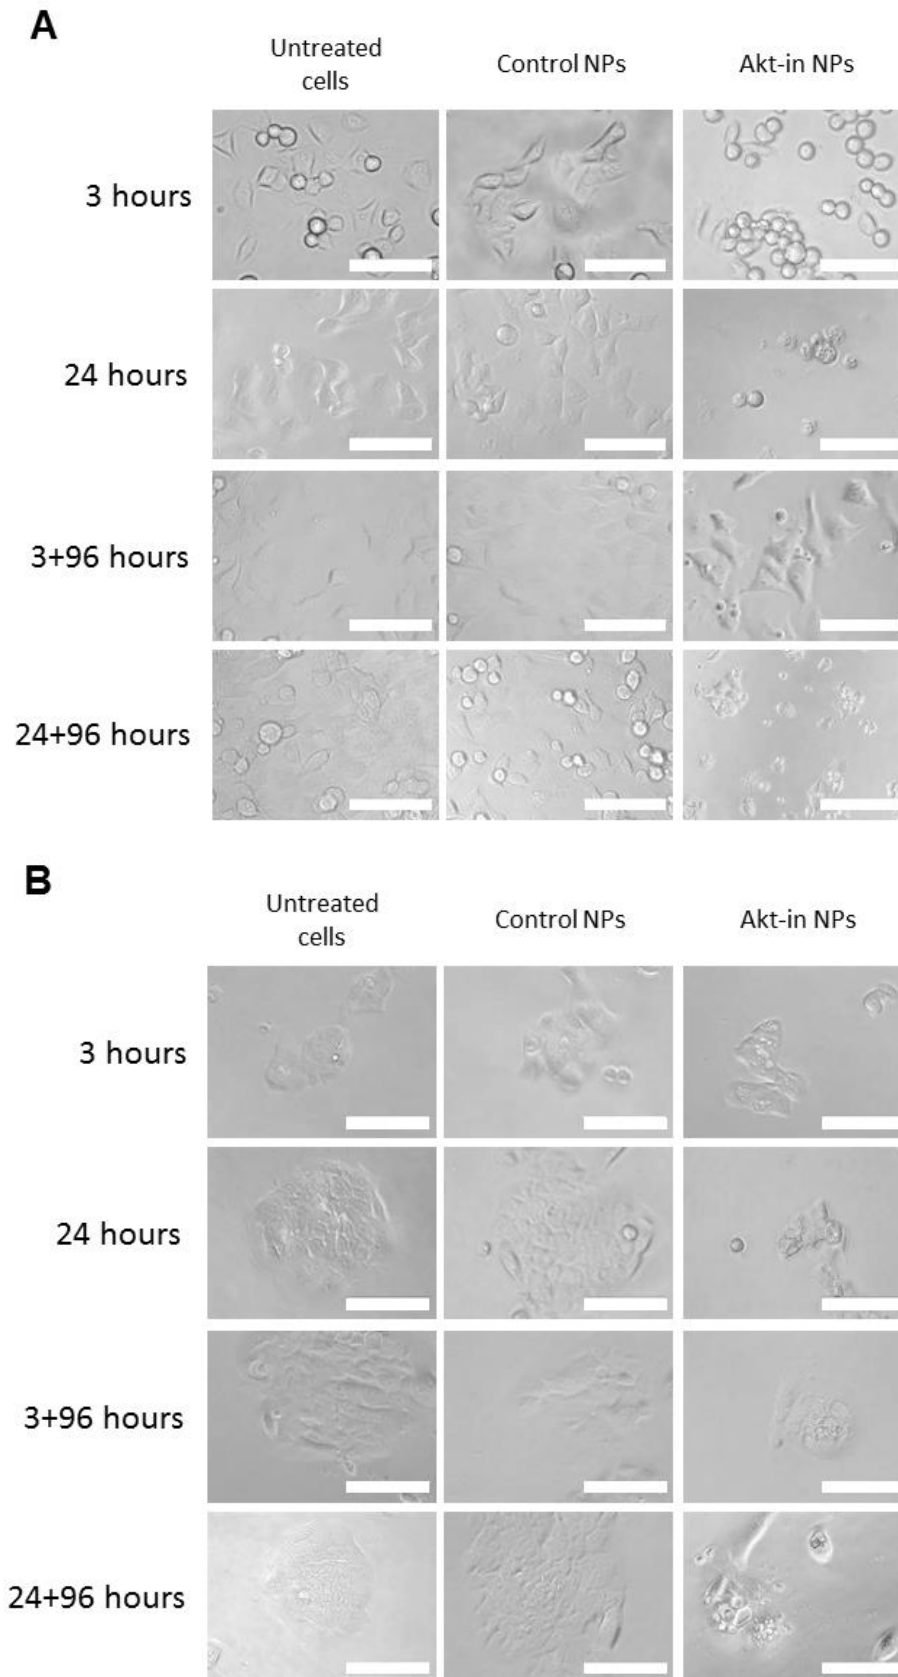 A
Untreated
cells
Control NPs
Akt-in NPs
3 hours
24 hours
3+96 hours
24+96 hours
B
Untreated
cells
Control NPs
Akt-in NPs
3 hours
24 hours
3+96 hours
24+96 hours